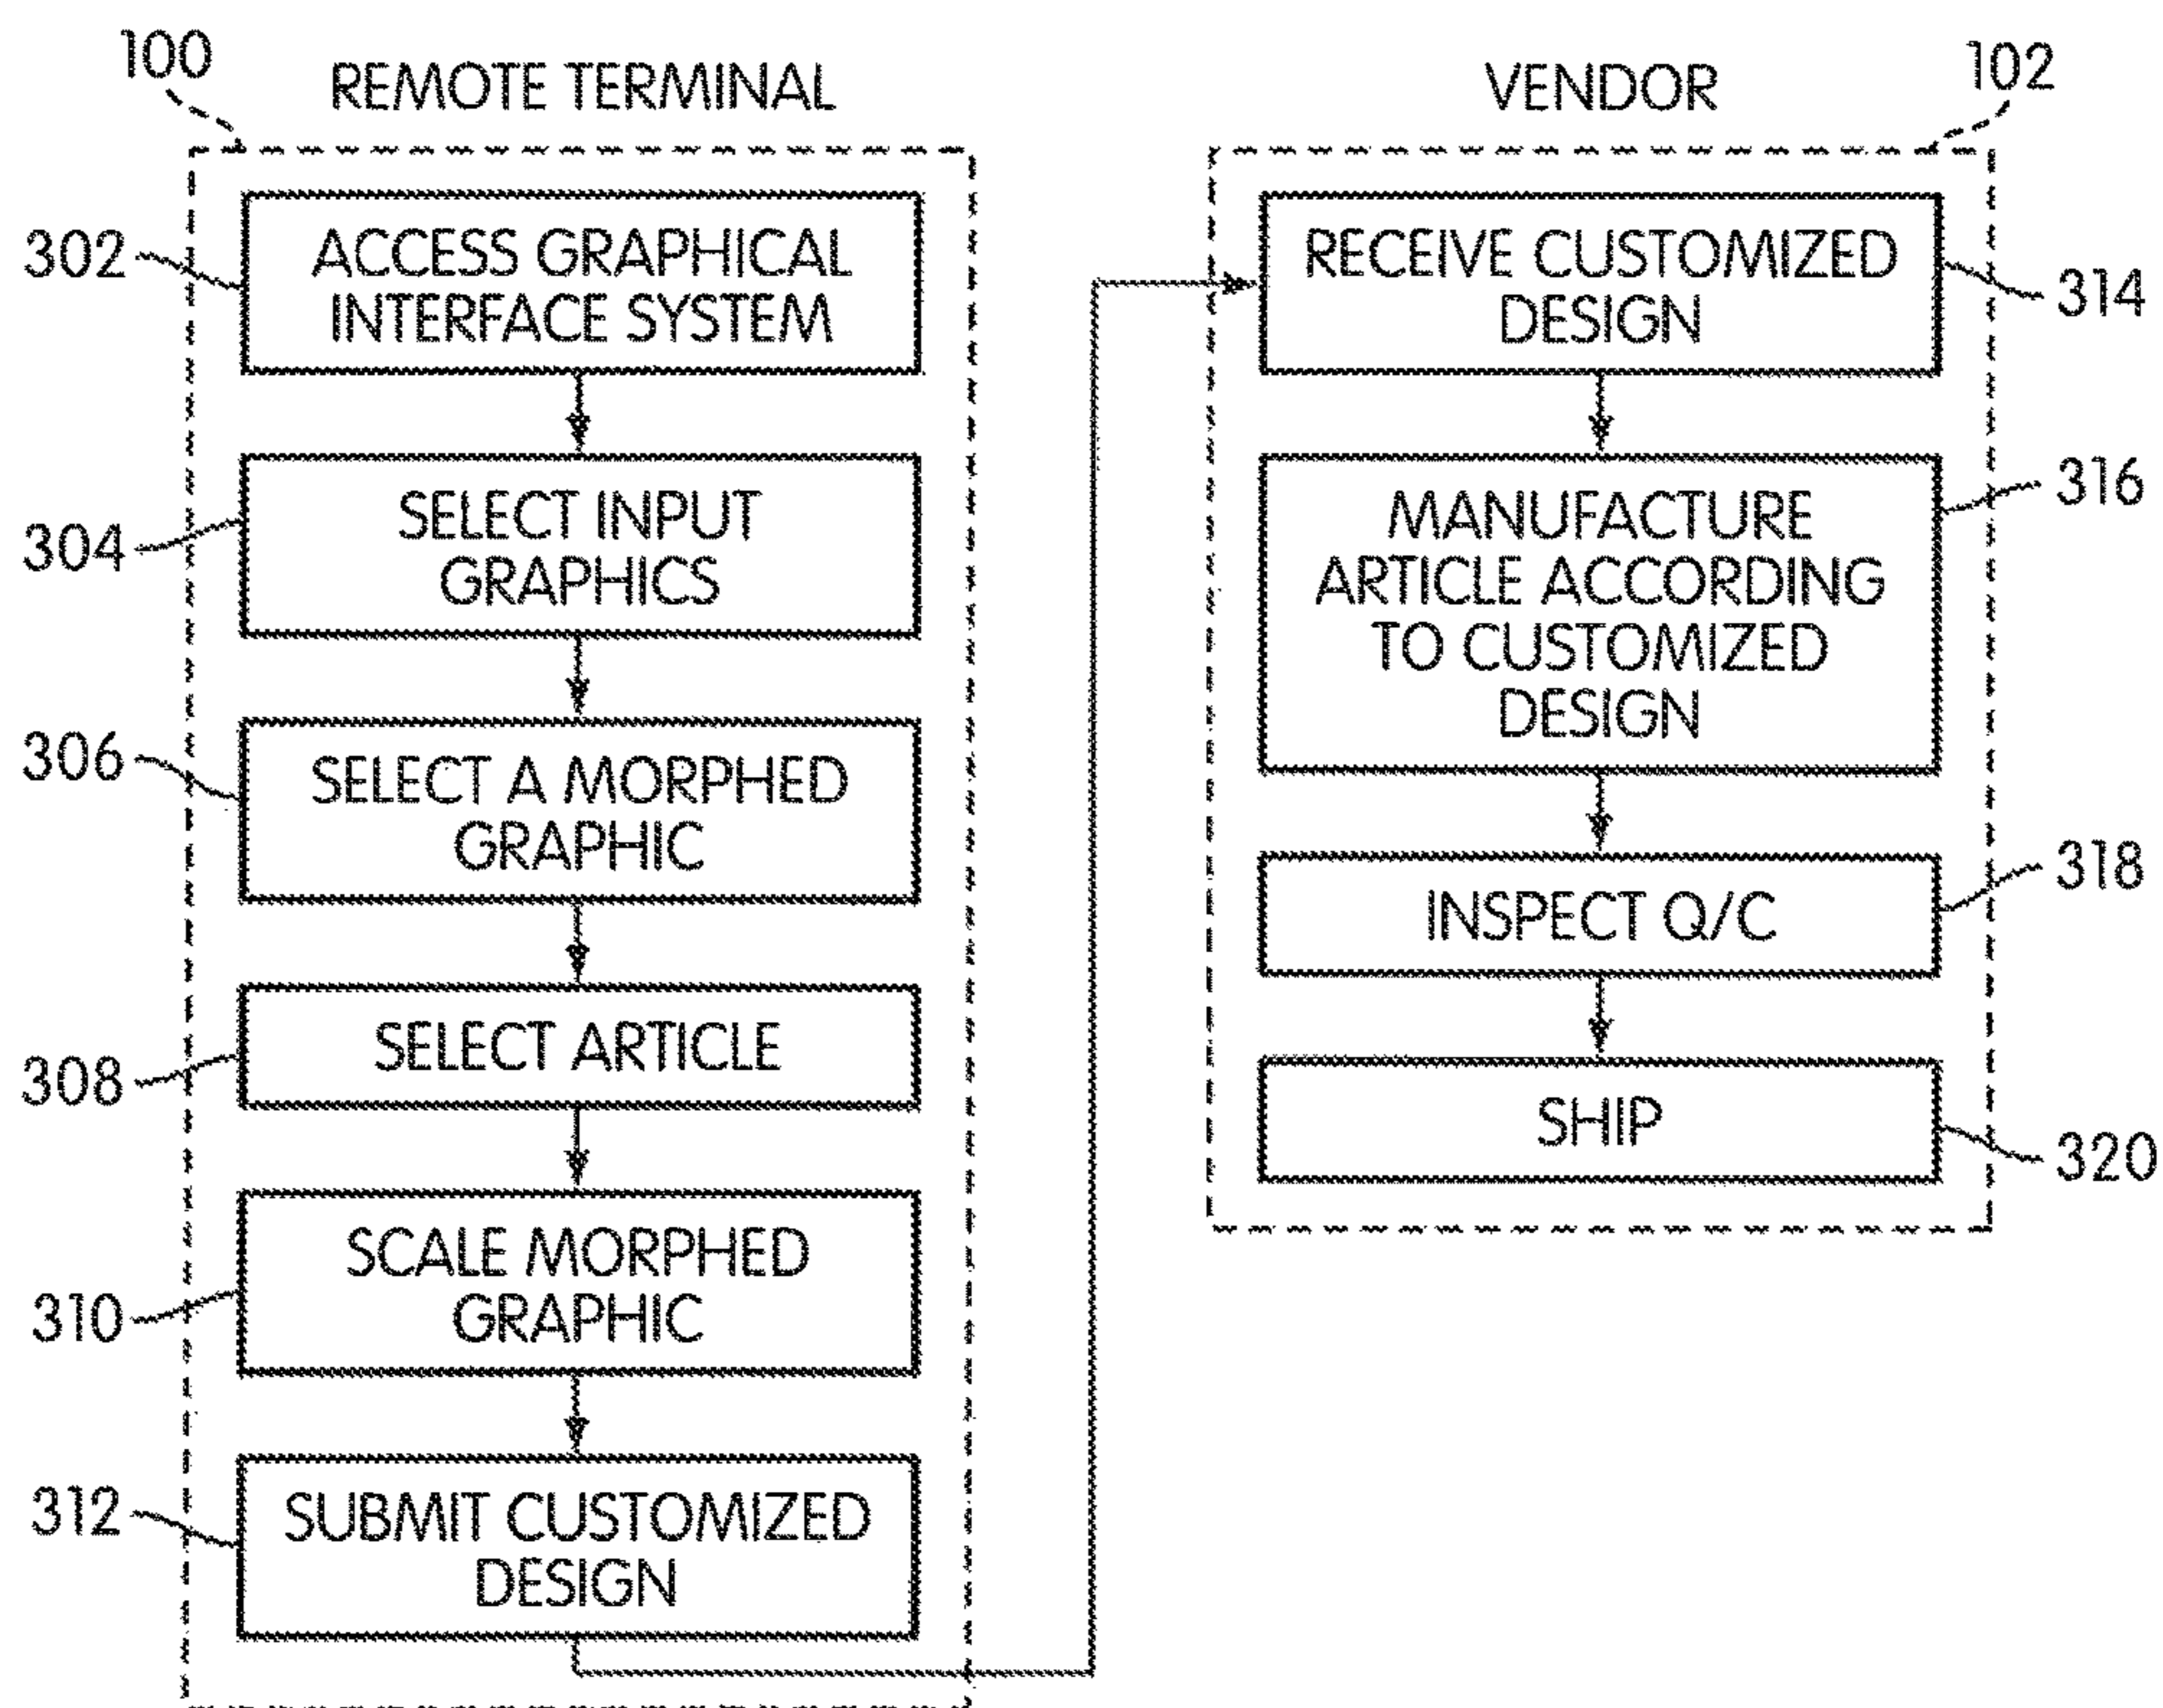 100
REMOTE TERMINAL
302
ACCESS GRAPHICAL
INTERFACE SYSTEM
304
SELECT INPUT
GRAPHICS
306
SELECT A MORPHED
GRAPHIC
308
SELECT ARTICLE
310
SCALE MORPHED
GRAPHIC
312
SUBMIT CUSTOMIZED
DESIGN
VENDOR
102
RECEIVE CUSTOMIZED
DESIGN
314
MANUFACTURE
ARTICLE ACCORDING
TO CUSTOMIZED
DESIGN
316
INSPECT Q/C
318
SHIP
320